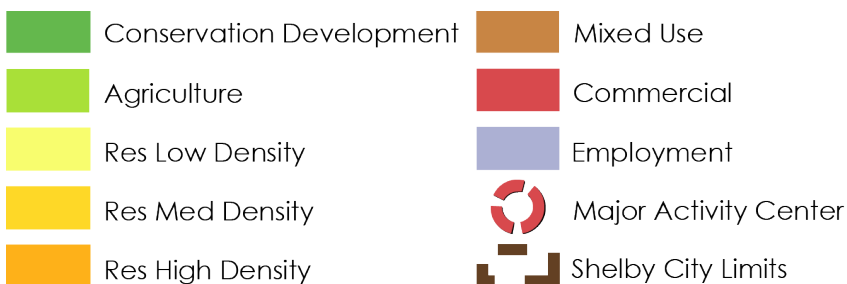 Conservation Development
Agriculture
Res Low Density
Res Med Density
Res High Density
Mixed Use
Commercial
Employment
Major Activity Center
Shelby City Limits